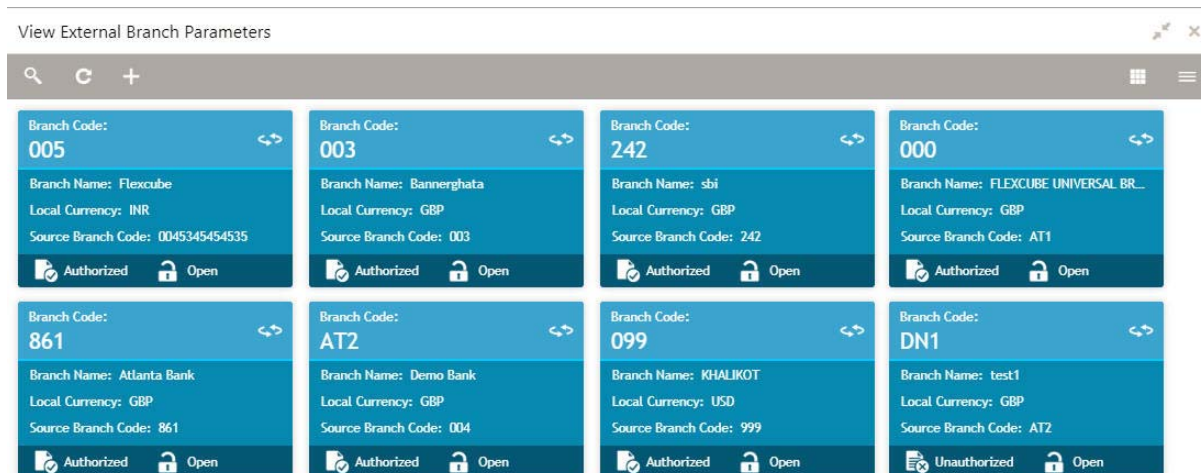 View External Branch Parameters
Branch Code:
005
Branch Name: Flexcube
Local Currency: INR
Source Branch Code: 0045345454535
Authorized Open
Branch Code:
003
Branch Name: Bannerghata
Local Currency: GBP
Source Branch Code: 003
Authorized Open
Branch Code:
242
Branch Name: sbi
Local Currency: GBP
Source Branch Code: 242
Authorized Open
Branch Code:
000
Branch Name: FLEXCUBE UNIVERSAL BR...
Local Currency: GBP
Source Branch Code: AT1
Authorized Open
Branch Code:
861
Branch Name: Atlanta Bank
Local Currency: GBP
Source Branch Code: 861
Authorized Open
Branch Code:
AT2
Branch Name: Demo Bank
Local Currency: GBP
Source Branch Code: 004
Authorized Open
Branch Code:
099
Branch Name: KHALIKOT
Local Currency: USD
Source Branch Code: 999
Authorized Open
Branch Code:
DN1
Branch Name: test1
Local Currency: GBP
Source Branch Code: AT2
Unauthorized Open